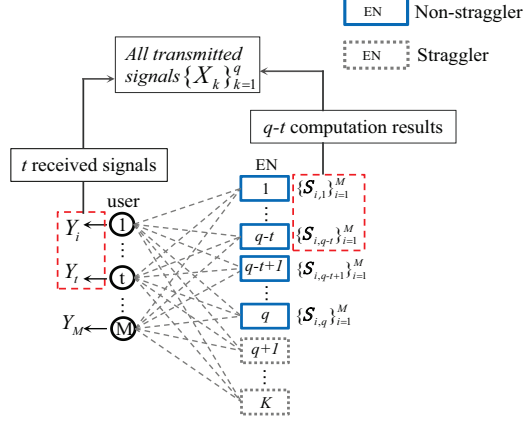 EN Non-straggler
EN Straggler
All transmitted
signals {X_k}_{k=1}^{q}
q-t computation results
t received signals
EN
user
1 {S_{i,1}}_{i=1}^{M}
Y_i 1
⋮
q-t {S_{i,q-t}}_{i=1}^{M}
⋮
Y_t t
q-t+1 {S_{i,q-t+1}}_{i=1}^{M}
⋮
⋮
Y_M M
q {S_{i,q}}_{i=1}^{M}
q+1
⋮
K